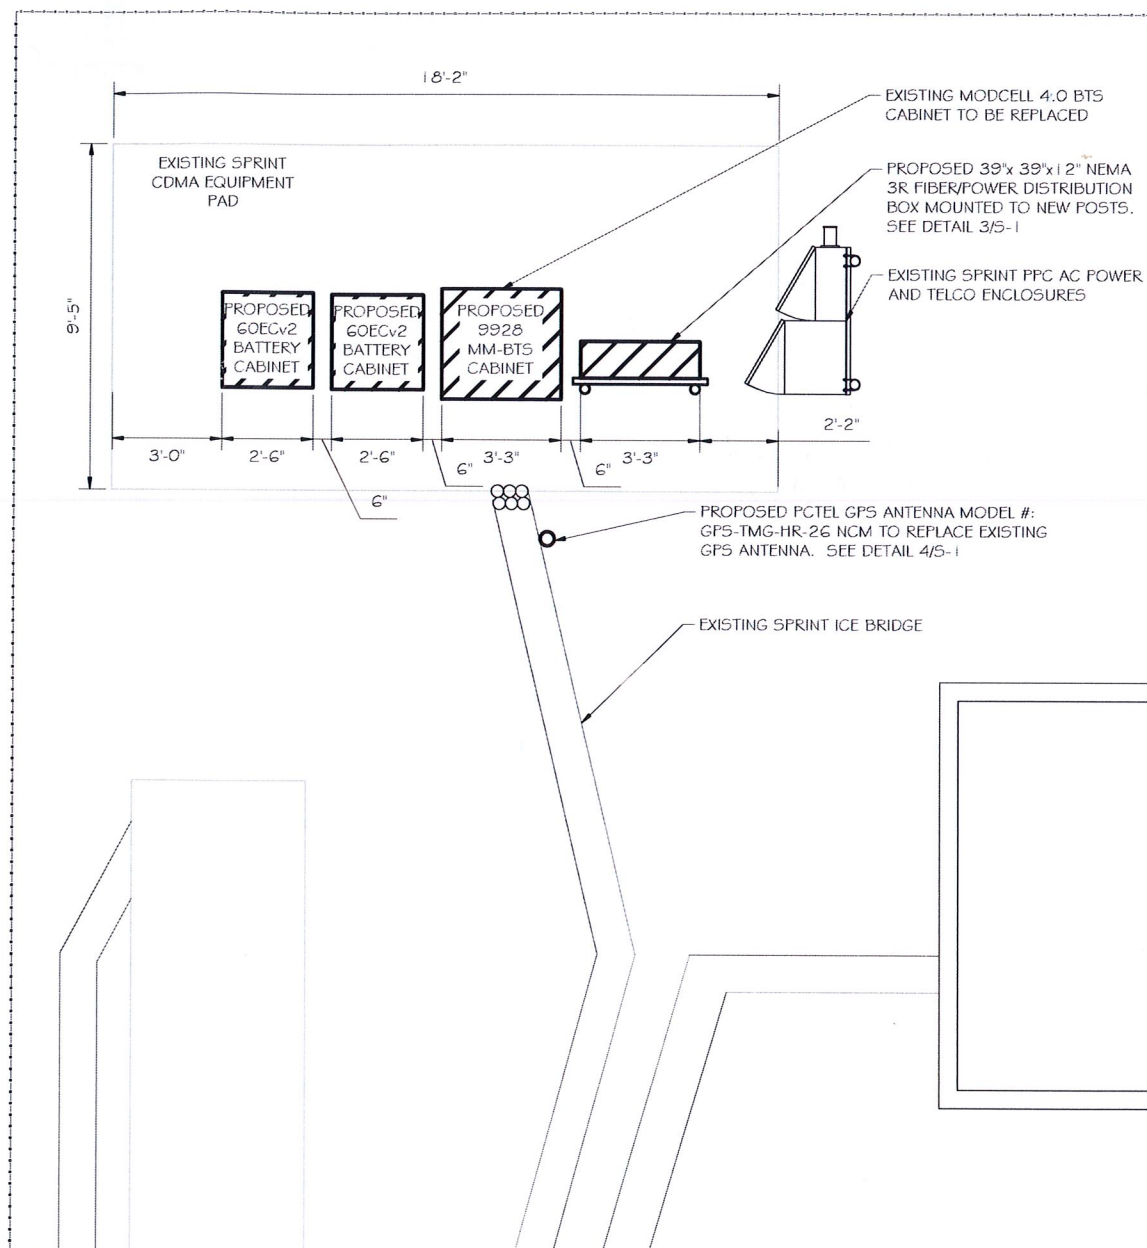 18'-2"
EXISTING MODCELL 4.0 BTS
CABINET TO BE REPLACED
EXISTING SPRINT
CDMA EQUIPMENT
PAD
PROPOSED 39"x 39"x12" NEMA
3R FIBER/POWER DISTRIBUTION
BOX MOUNTED TO NEW POSTS.
SEE DETAIL 3/S-1
EXISTING SPRINT PPC AC POWER
AND TELCO ENCLOSURES
9'-5"
PROPOSED
60ECv2
BATTERY
CABINET
PROPOSED
60ECv2
BATTERY
CABINET
PROPOSED
9928
MM-BTS
CABINET
3'-0"
2'-6"
6"
2'-6"
6"
3'-3"
6"
3'-3"
2'-2"
PROPOSED PCTEL GPS ANTENNA MODEL #:
GPS-TMG-HR-26 NCM TO REPLACE EXISTING
GPS ANTENNA. SEE DETAIL 4/S-1
EXISTING SPRINT ICE BRIDGE